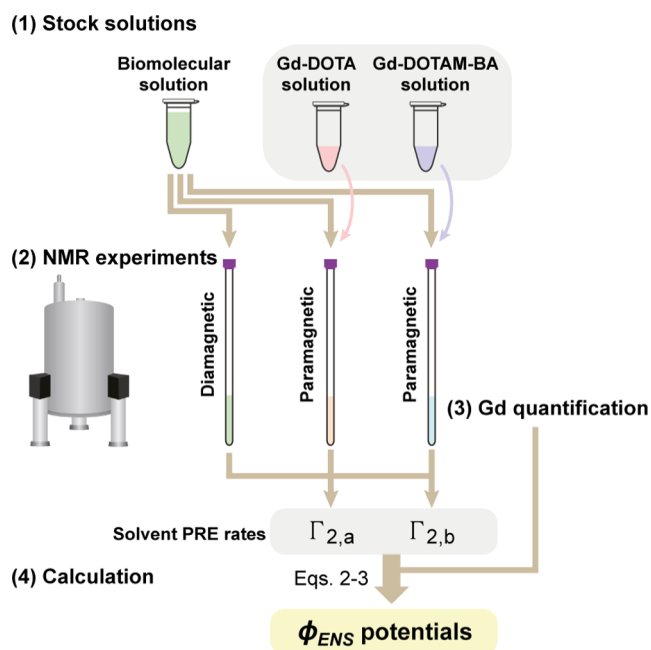 (1) Stock solutions
Biomolecular
solution
Gd-DOTA
solution
Gd-DOTAM-BA
solution
(2) NMR experiments
Diamagnetic
Paramagnetic
Paramagnetic
(3) Gd quantification
Solvent PRE rates
Γ2,a
Γ2,b
(4) Calculation
Eqs. 2-3
ϕENS potentials